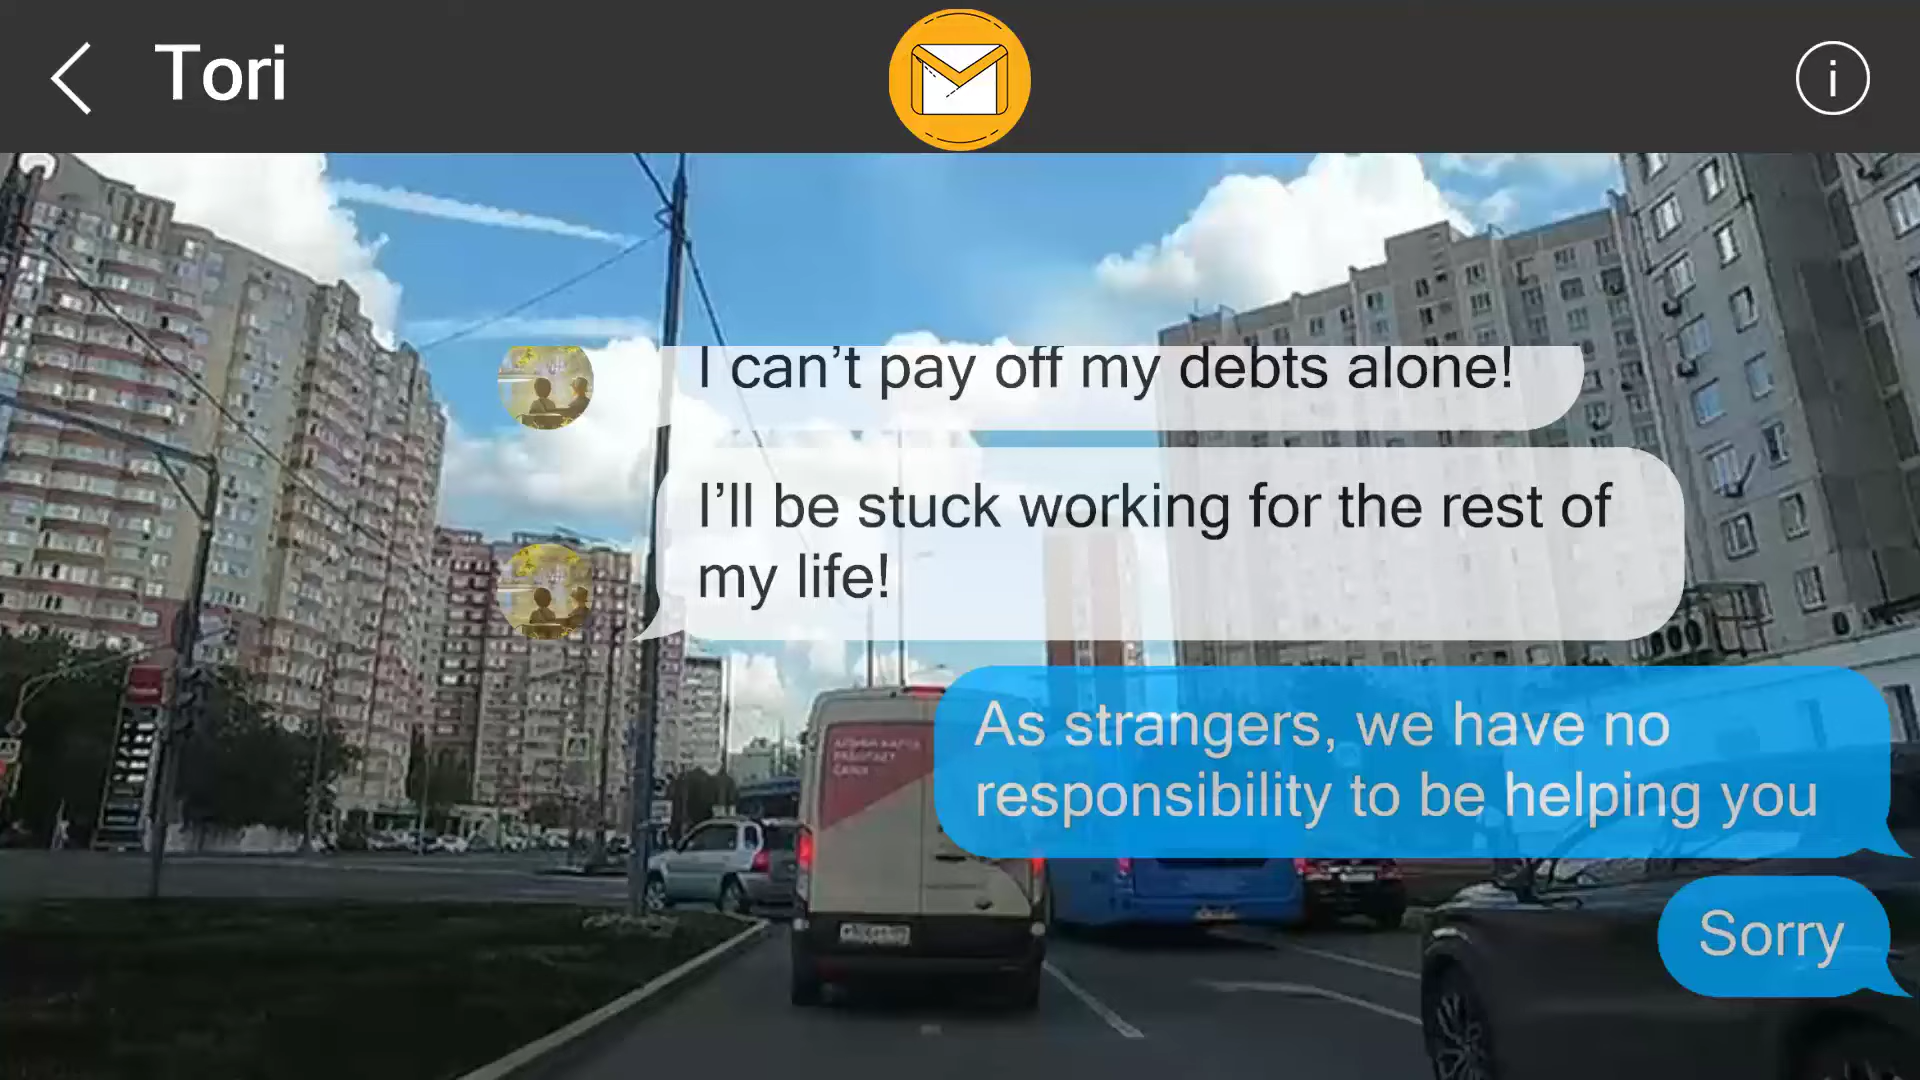 Tori
i
I can’t pay off my debts alone!
I’ll be stuck working for the rest of
my life!
As strangers, we have no
responsibility to be helping you
Sorry